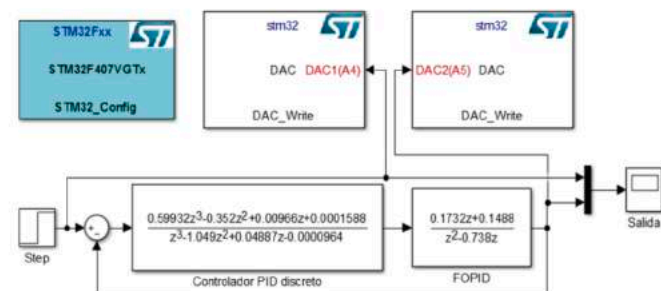 STM32Fxx
STM32F407VGTx
STM32_Config
stm32
DAC DAC1(A4)
DAC_Write
stm32
DAC2(A5) DAC
DAC_Write
Step
0.59932z³-0.352z²+0.00966z+0.0001588
z³-1.049z²+0.04887z-0.0000964
Controlador PID discreto
0.1732z+0.1488
z²-0.738z
FOPID
Salida